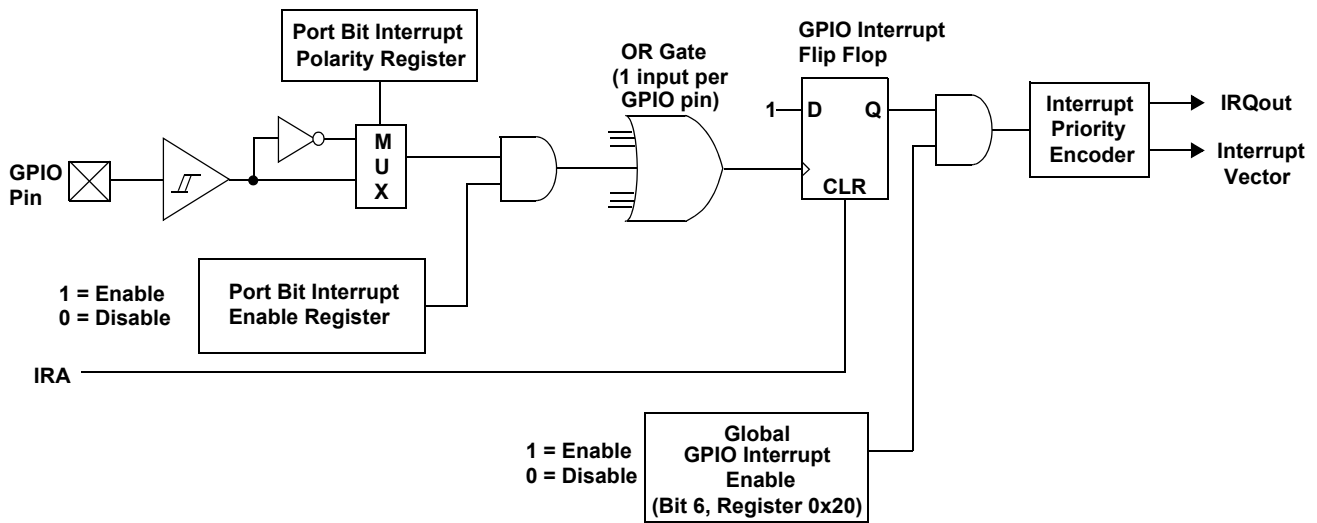 Port Bit Interrupt
Polarity Register
OR Gate
(1 input per
GPIO pin)
GPIO Interrupt
Flip Flop
GPIO
Pin
M
U
X
1
D
Q
CLR
Interrupt
Priority
Encoder
IRQout
Interrupt
Vector
1 = Enable
0 = Disable
Port Bit Interrupt
Enable Register
IRA
1 = Enable
0 = Disable
Global
GPIO Interrupt
Enable
(Bit 6, Register 0x20)